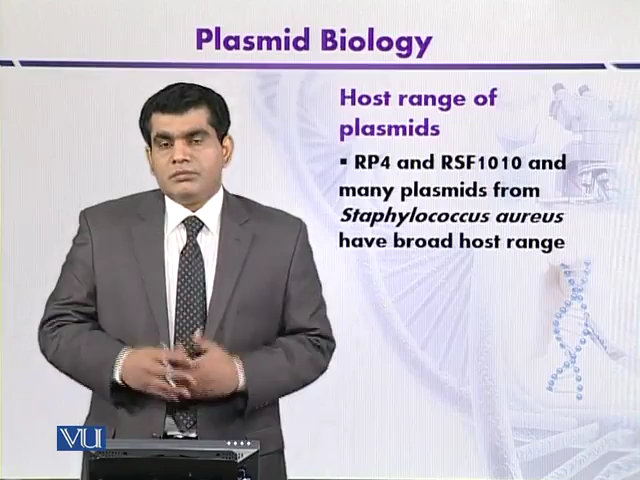 Plasmid Biology
Host range of
plasmids
▪ RP4 and RSF1010 and
many plasmids from
Staphylococcus aureus
have broad host range
VU